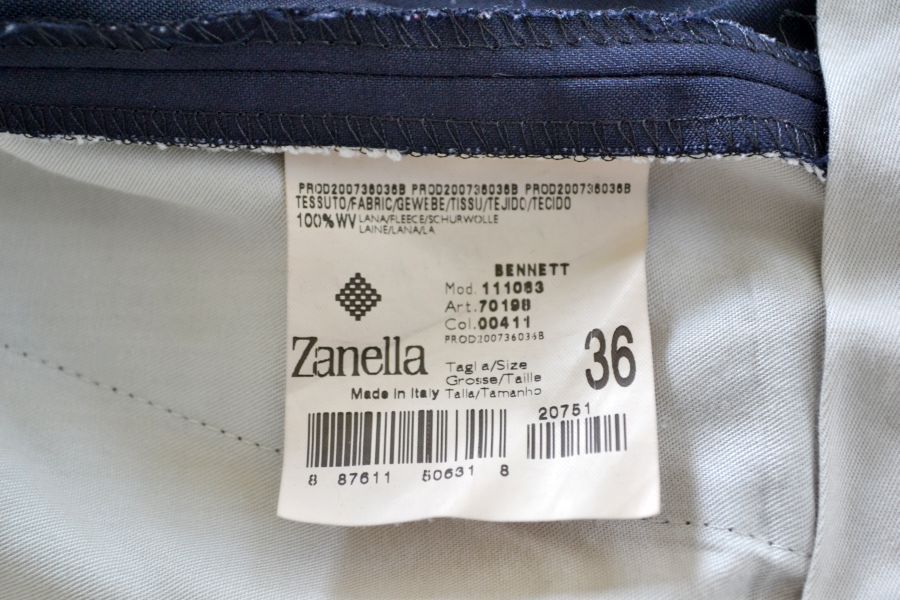 PROD200736036B PROD200736036B PROD200736036B
TESSUTO/FABRIC/GEWEBE/TISSU/TEJIDO/TECIDO
100%WV LANA/FLEECE/SCHURWOLLE
LAINE/LANA/LA
BENNETT
Mod. 111063
Art. 70198
Col. 00411
PROD200736036B
Zanella
Made in Italy
Taglia/Size
Grosse/Taille
Talla/Tamanho
36
20751
8 87611 50631 8